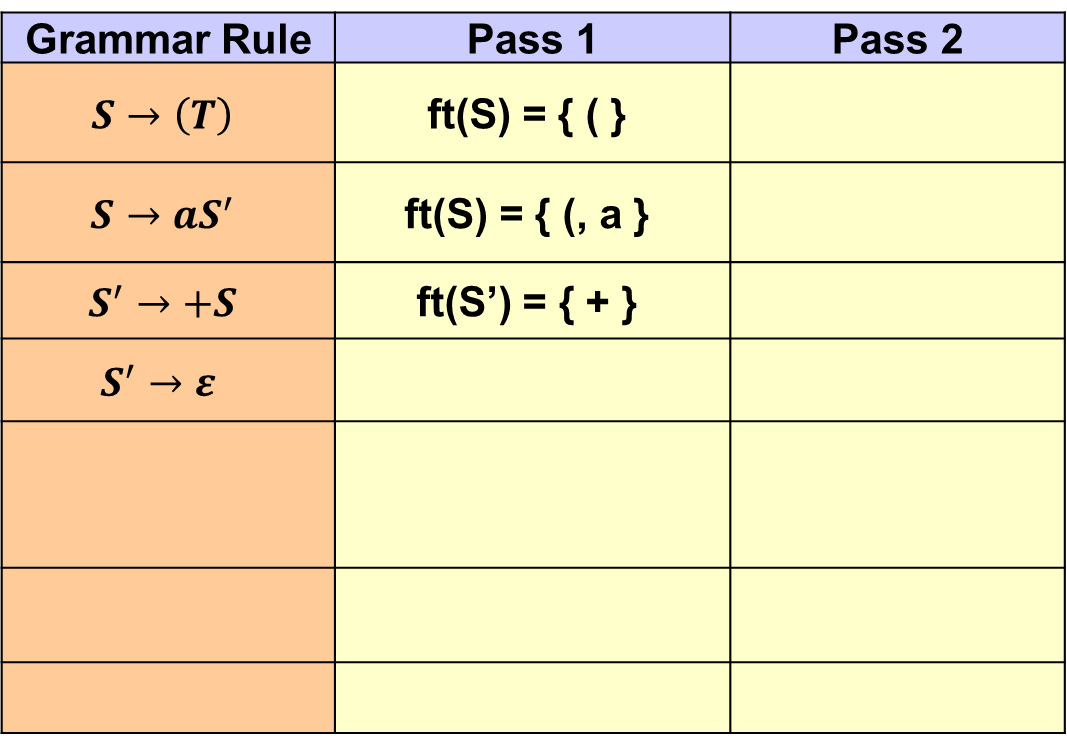 Grammar Rule Pass 1 Pass 2
S → (T) ft(S) = { ( }
S → aS′ ft(S) = { (, a }
S′ → +S ft(S’) = { + }
S′ → ε